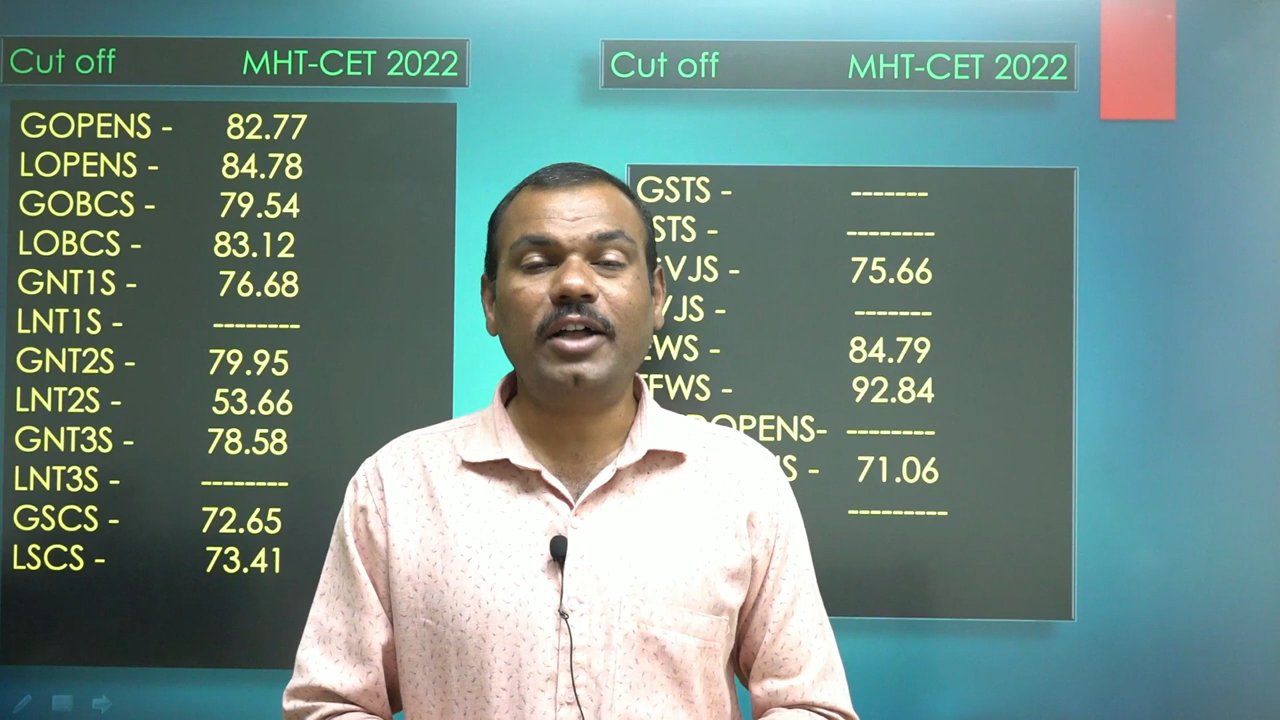 Cut off MHT-CET 2022
GOPENS - 82.77
LOPENS - 84.78
GOBCS - 79.54
LOBCS - 83.12
GNT1S - 76.68
LNT1S - --------
GNT2S - 79.95
LNT2S - 53.66
GNT3S - 78.58
LNT3S - --------
GSCS - 72.65
LSCS - 73.41
Cut off MHT-CET 2022
GSTS - -------
STS - --------
VJS - 75.66
VJS - -------
EWS - 84.79
TFWS - 92.84
OPENS- --------
S - 71.06
---------